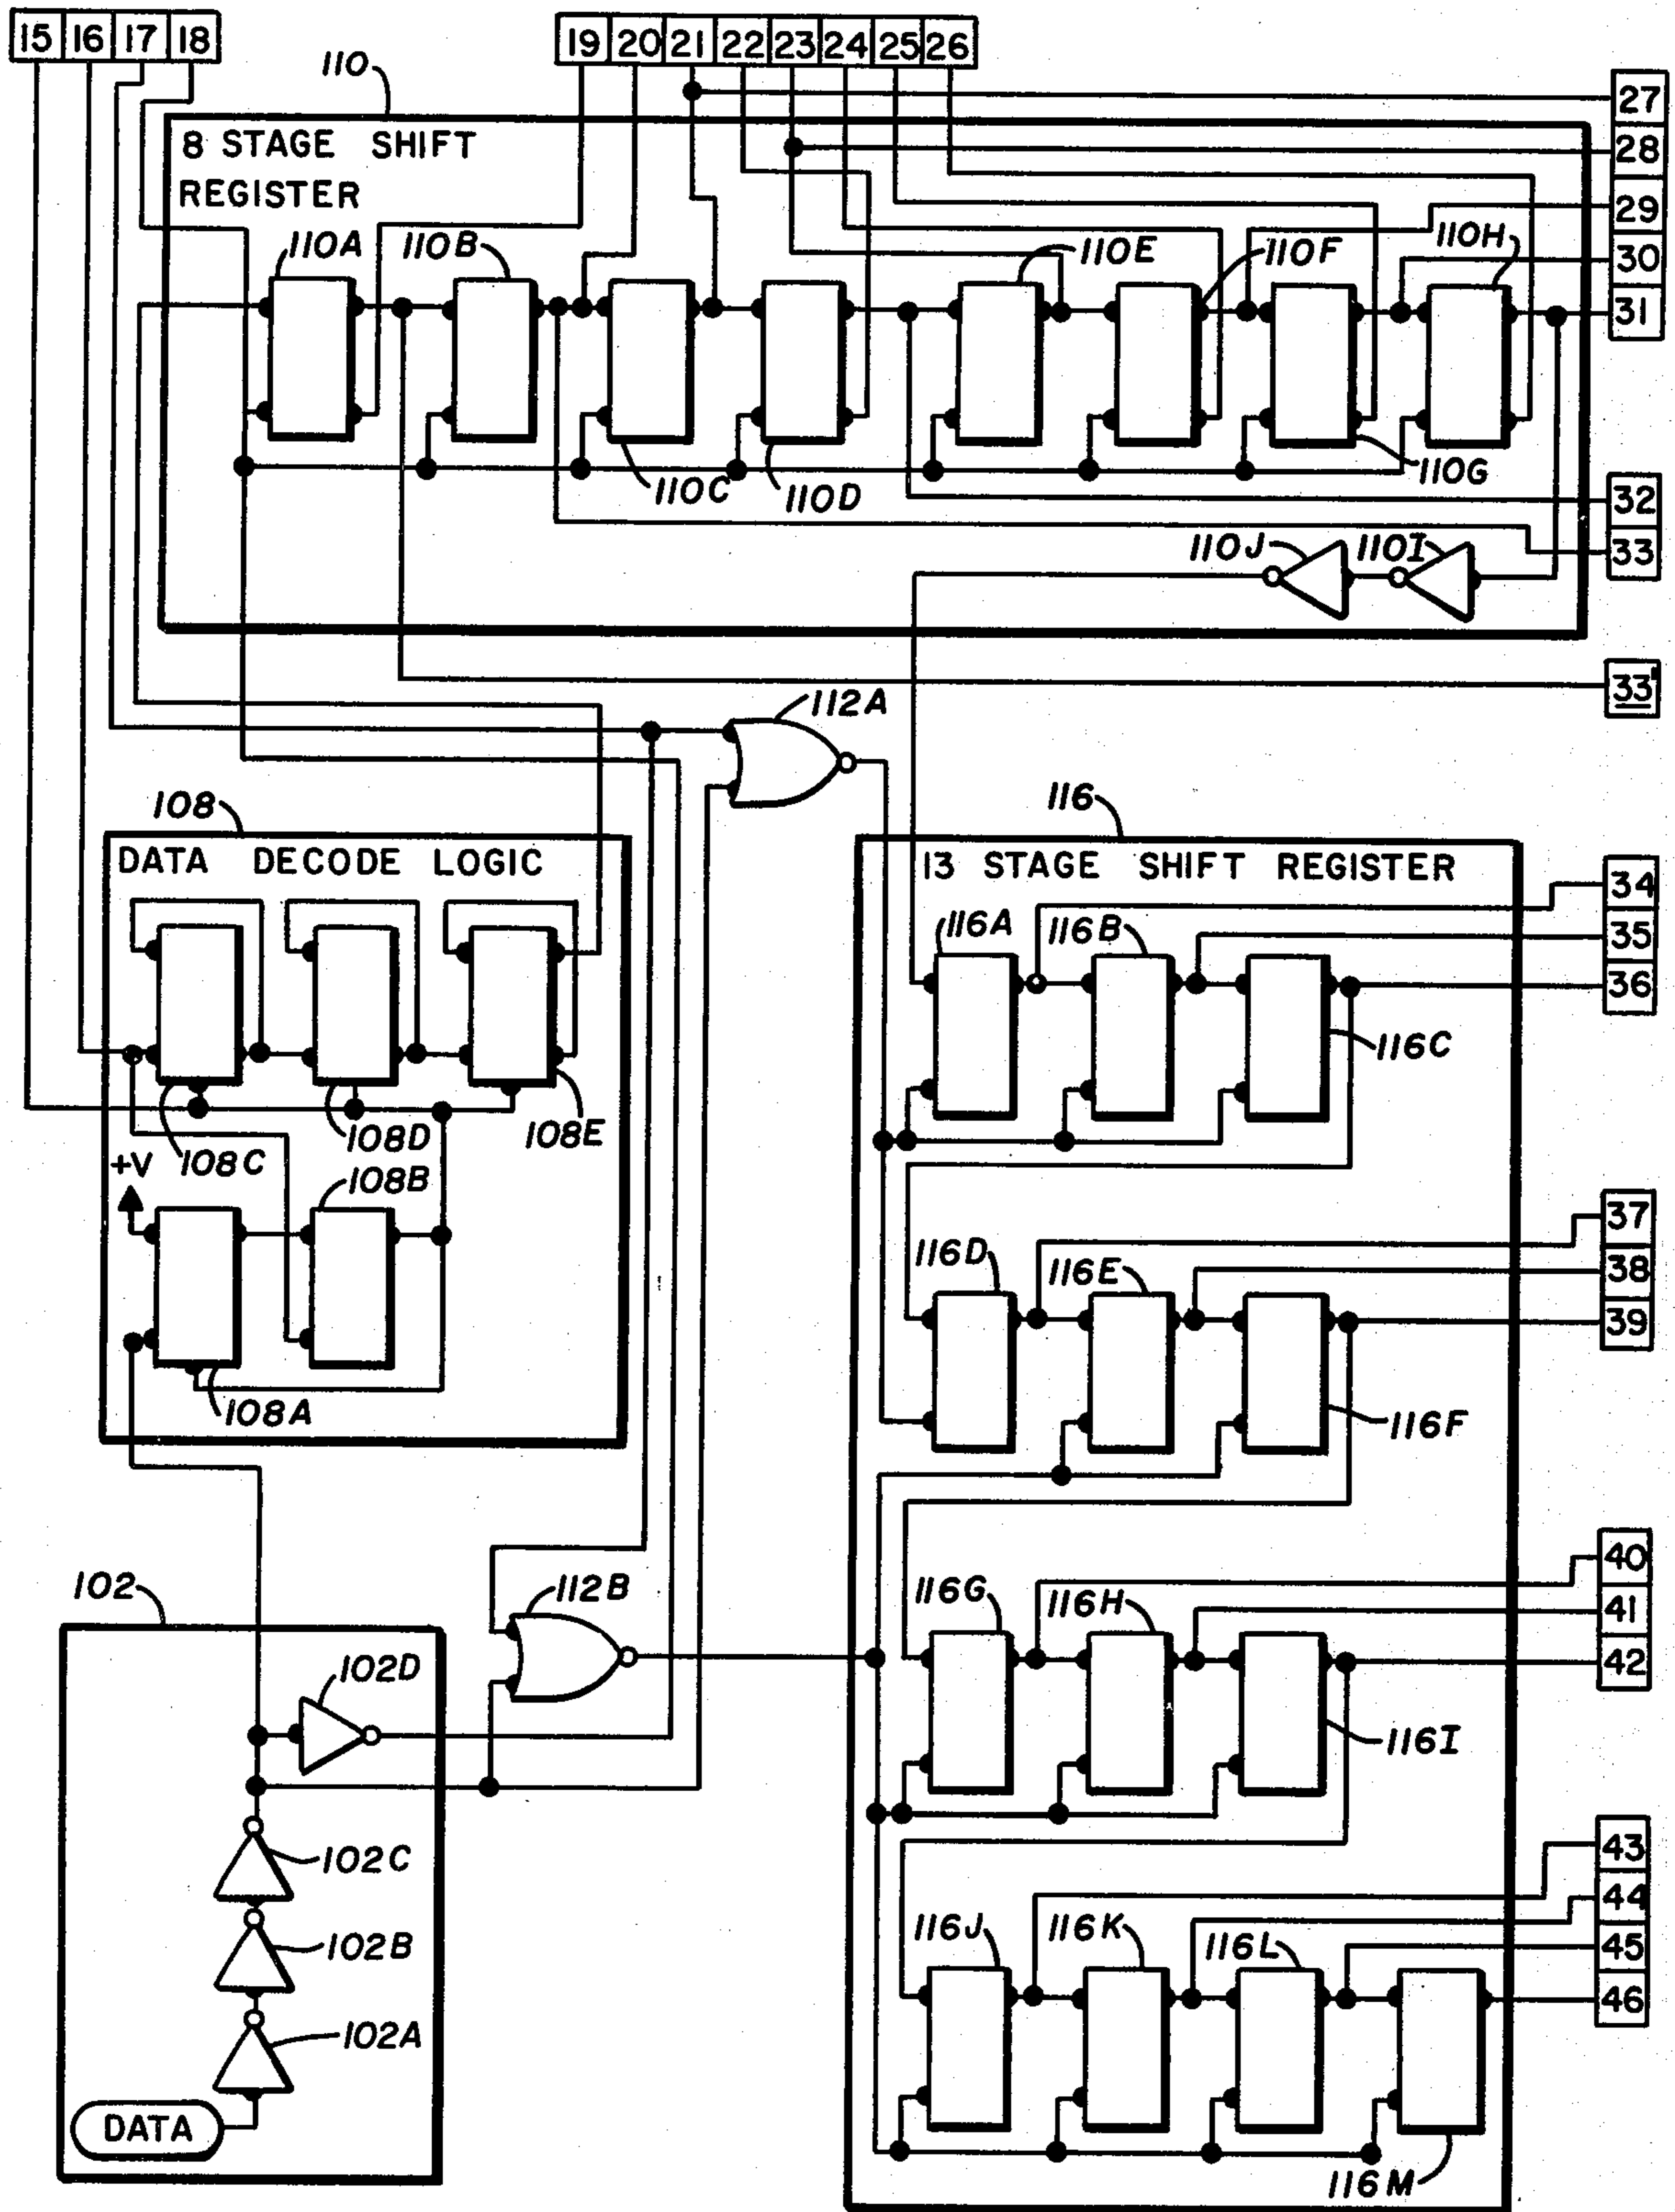 15 16 17 18
19 20 21 22 23 24 25 26
110
27
28
29
30
31
8 STAGE SHIFT
REGISTER
110A
110B
110E
110F
110H
110C
110D
110G
32
33
110J
110I
33'
112A
108
DATA DECODE LOGIC
116
13 STAGE SHIFT REGISTER
34
35
36
116A
116B
116C
108C
108D
108E
+V
108B
108A
37
38
39
116D
116E
116F
102
112B
102D
40
41
42
116G
116H
116I
102C
102B
102A
DATA
43
44
45
46
116J
116K
116L
116M